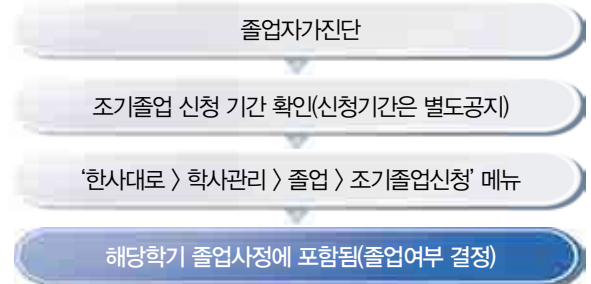 졸업자가진단
조기졸업 신청 기간 확인(신청기간은 별도공지)
‘한사대로 〉 학사관리 〉 졸업 〉 조기졸업신청’ 메뉴
해당학기 졸업사정에 포함됨(졸업여부 결정)